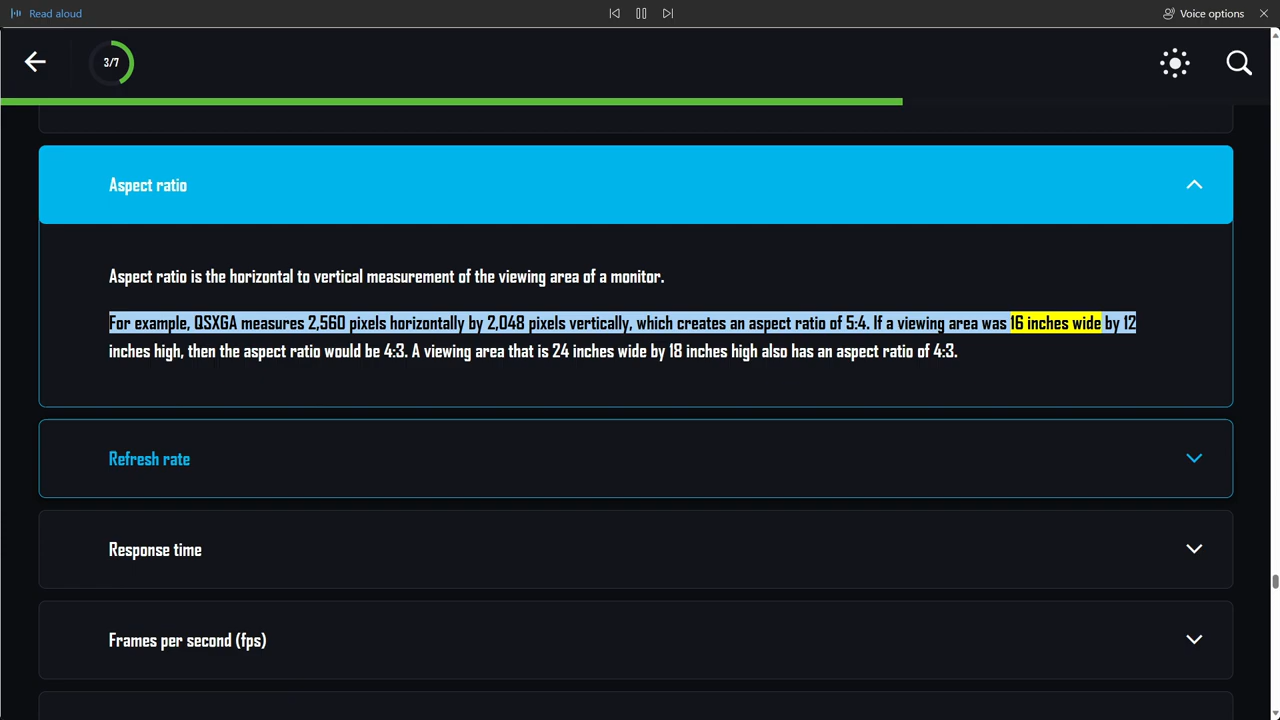 Read aloud
Voice options
3/7
Aspect ratio
Aspect ratio is the horizontal to vertical measurement of the viewing area of a monitor.
For example, QSXGA measures 2,560 pixels horizontally by 2,048 pixels vertically, which creates an aspect ratio of 5:4. If a viewing area was 16 inches wide by 12
inches high, then the aspect ratio would be 4:3. A viewing area that is 24 inches wide by 18 inches high also has an aspect ratio of 4:3.
Refresh rate
Response time
Frames per second (fps)